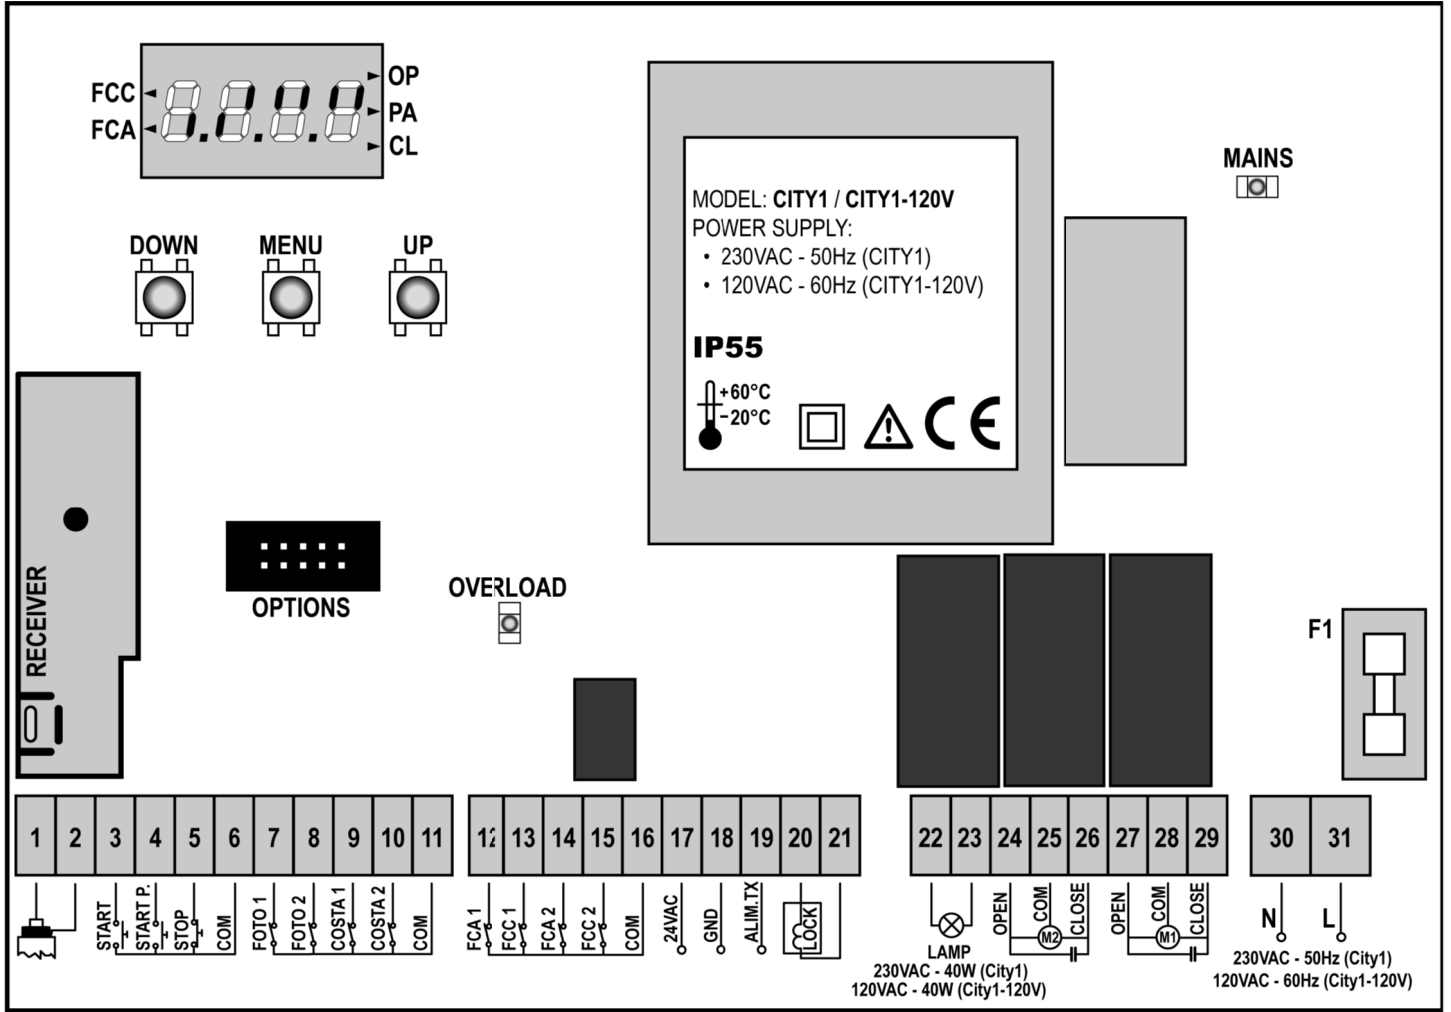 FCC
FCA
OP
PA
CL
DOWN
MENU
UP
MODEL: CITY1 / CITY1-120V
POWER SUPPLY:
• 230VAC - 50Hz (CITY1)
• 120VAC - 60Hz (CITY1-120V)
IP55
+60°C
-20°C
CE
MAINS
RECEIVER
OPTIONS
OVERLOAD
F1
1 2 3 4 5 6 7 8 9 10 11
12 13 14 15 16 17 18 19 20 21
22 23 24 25 26 27 28 29
30 31
START
START P.
STOP
COM
FOTO 1
FOTO 2
COSTA 1
COSTA 2
COM
FCA 1
FCC 1
FCA 2
FCC 2
COM
24VAC
GND
ALIM.TX
LOCK
LAMP
230VAC - 40W (City1)
120VAC - 40W (City1-120V)
OPEN
COM
CLOSE
M2
OPEN
COM
CLOSE
M1
N
L
230VAC - 50Hz (City1)
120VAC - 60Hz (City1-120V)